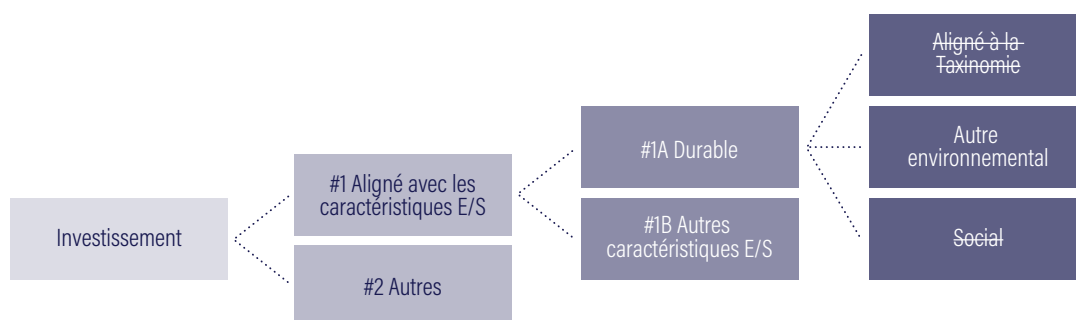 Investissement
#1 Aligné avec les
caractéristiques E/S
#2 Autres
#1A Durable
#1B Autres
caractéristiques E/S
Aligné à la
Taxinomie
Autre
environnemental
Social